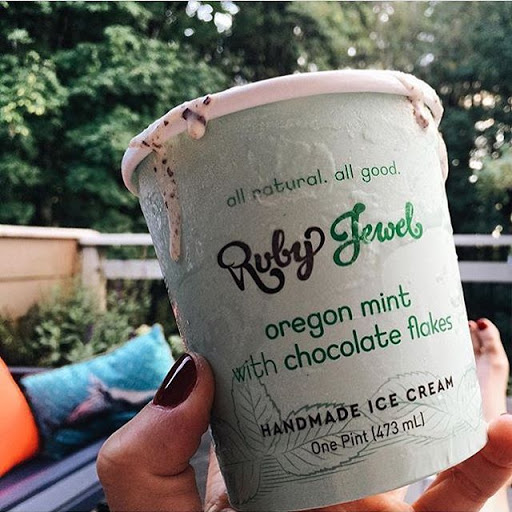 all natural. all good.
Ruby Jewel
oregon mint
with chocolate flakes
HANDMADE ICE CREAM
One Pint (473 mL)